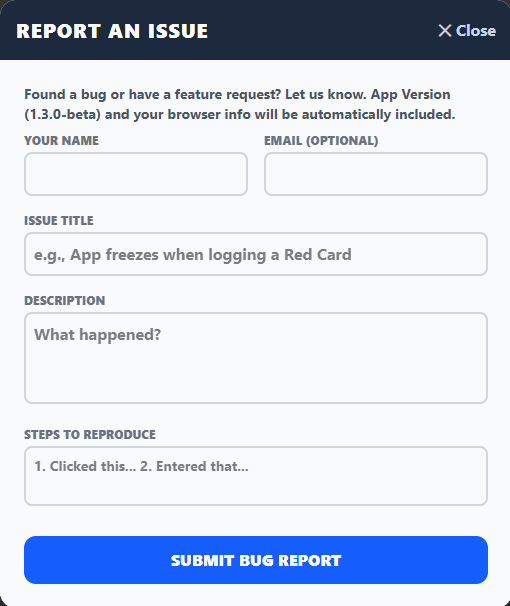 REPORT AN ISSUE
✕ Close
Found a bug or have a feature request? Let us know. App Version
(1.3.0-beta) and your browser info will be automatically included.
YOUR NAME
EMAIL (OPTIONAL)
ISSUE TITLE
e.g., App freezes when logging a Red Card
DESCRIPTION
What happened?
STEPS TO REPRODUCE
1. Clicked this... 2. Entered that...
SUBMIT BUG REPORT